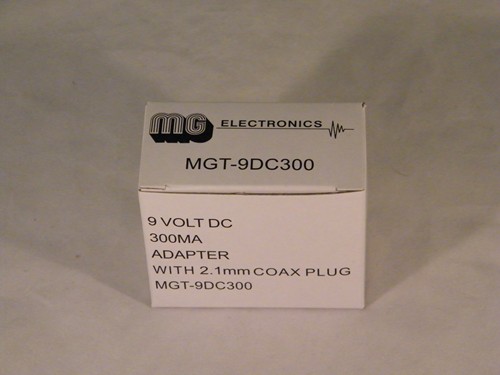 MG ELECTRONICS
MGT-9DC300
9 VOLT DC
300MA
ADAPTER
WITH 2.1mm COAX PLUG
MGT-9DC300